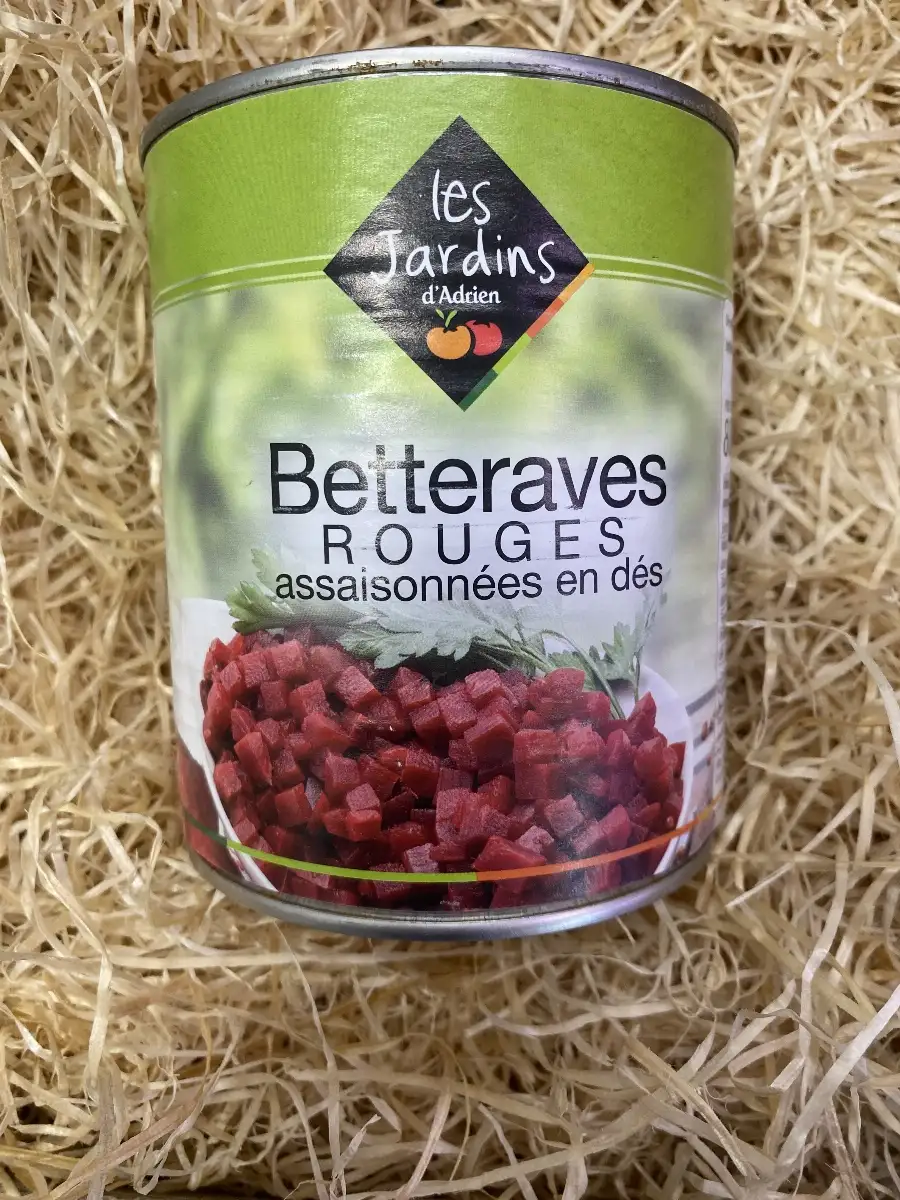 les
Jardins
d'Adrien
Betteraves
ROUGES
assaisonnées en dés